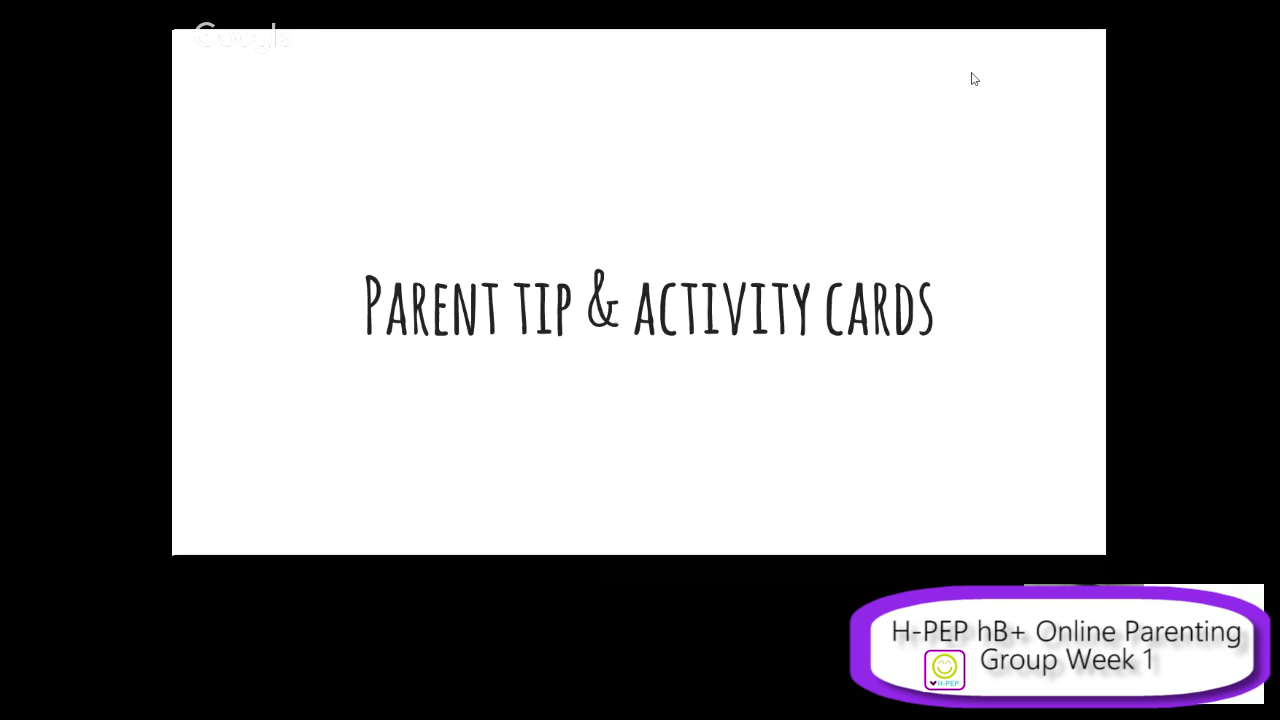 Google
Parent tip & activity cards
H-PEP hB+ Online Parenting
Group Week 1
H-PEP